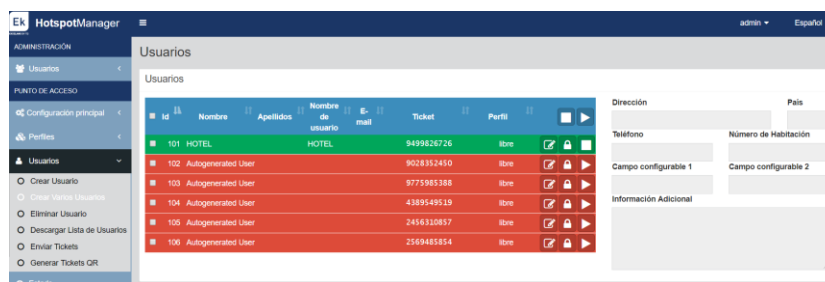 Ek HotspotManager
admin
Español
ADMINISTRACIÓN
Usuarios
PUNTO DE ACCESO
Configuración principal
Perfiles
Usuarios
Crear Usuario
Crear Varios Usuarios
Eliminar Usuario
Descargar Lista de Usuarios
Enviar Tickets
Generar Tickets QR
Usuarios
Usuarios
Id Nombre Apellidos Nombre de usuario E-mail Ticket Perfil
101 HOTEL HOTEL 9499826726 libre
102 Autogenerated User 9028352450 libre
103 Autogenerated User 9775985388 libre
104 Autogenerated User 4389549519 libre
105 Autogenerated User 2456310857 libre
106 Autogenerated User 2569485854 libre
Dirección País
Teléfono Número de Habitación
Campo configurable 1 Campo configurable 2
Información Adicional